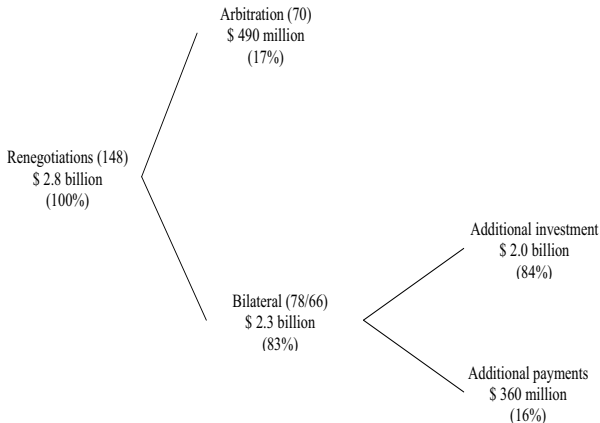 Arbitration (70)
$ 490 million
(17%)
Renegotiations (148)
$ 2.8 billion
(100%)
Additional investment
$ 2.0 billion
(84%)
Bilateral (78/66)
$ 2.3 billion
(83%)
Additional payments
$ 360 million
(16%)